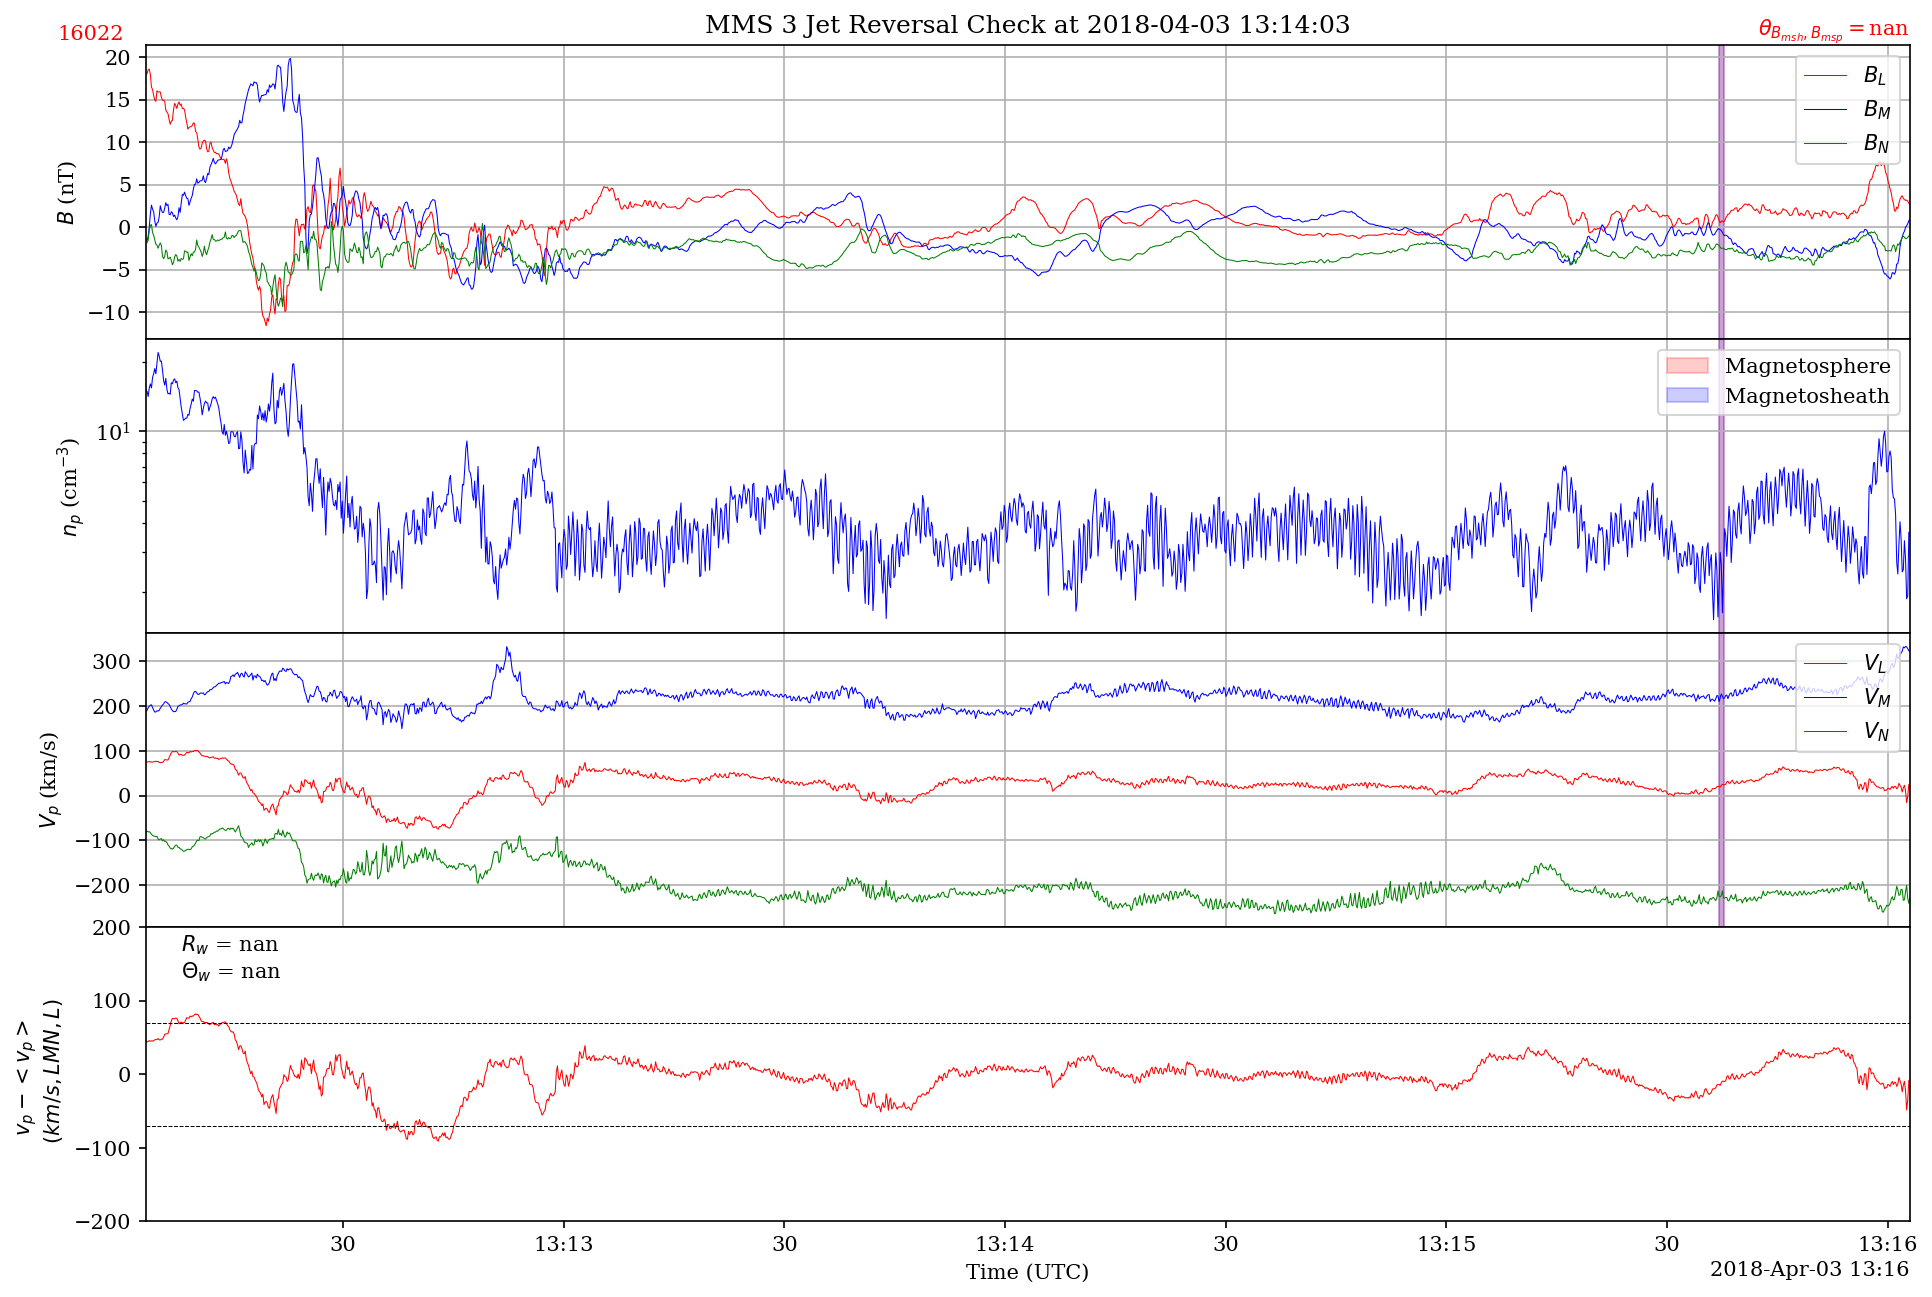 MMS 3 Jet Reversal Check at 2018-04-03 13:14:03
16022
θ_{B_{msh}, B_{msp}} = nan
20
15
10
5
0
−5
−10
B (nT)
B_L
B_M
B_N
10^1
n_p (cm^{−3})
Magnetosphere
Magnetosheath
300
200
100
0
−100
−200
V_p (km/s)
V_L
V_M
V_N
200
100
0
−100
−200
v_p − < v_p >
(km/s, LMN, L)
R_w = nan
Θ_w = nan
30
13:13
30
13:14
30
13:15
30
13:16
Time (UTC)
2018-Apr-03 13:16